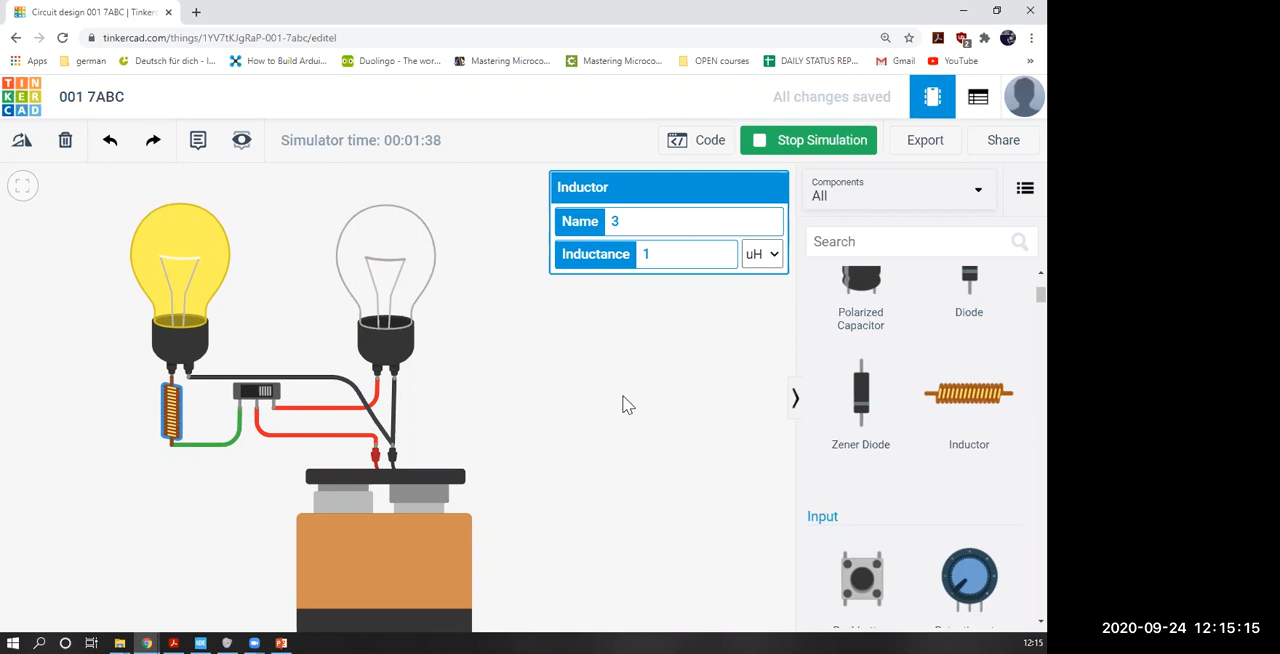 Circuit design 001 7ABC | Tinker
tinkercad.com/things/1YV7tKJgRaP-001-7abc/editel
Apps german Deutsch für dich - I... How to Build Arduin... Duolingo - The wor... Mastering Microco... Mastering Microco... OPEN courses DAILY STATUS REP... Gmail YouTube »
TIN
KER
CAD
001 7ABC
All changes saved
Simulator time: 00:01:38
Code
Stop Simulation
Export
Share
Inductor
Name 3
Inductance 1 uH
Components
All
Search
Polarized
Capacitor
Diode
Zener Diode
Inductor
Input
12:15
2020-09-24 12:15:15